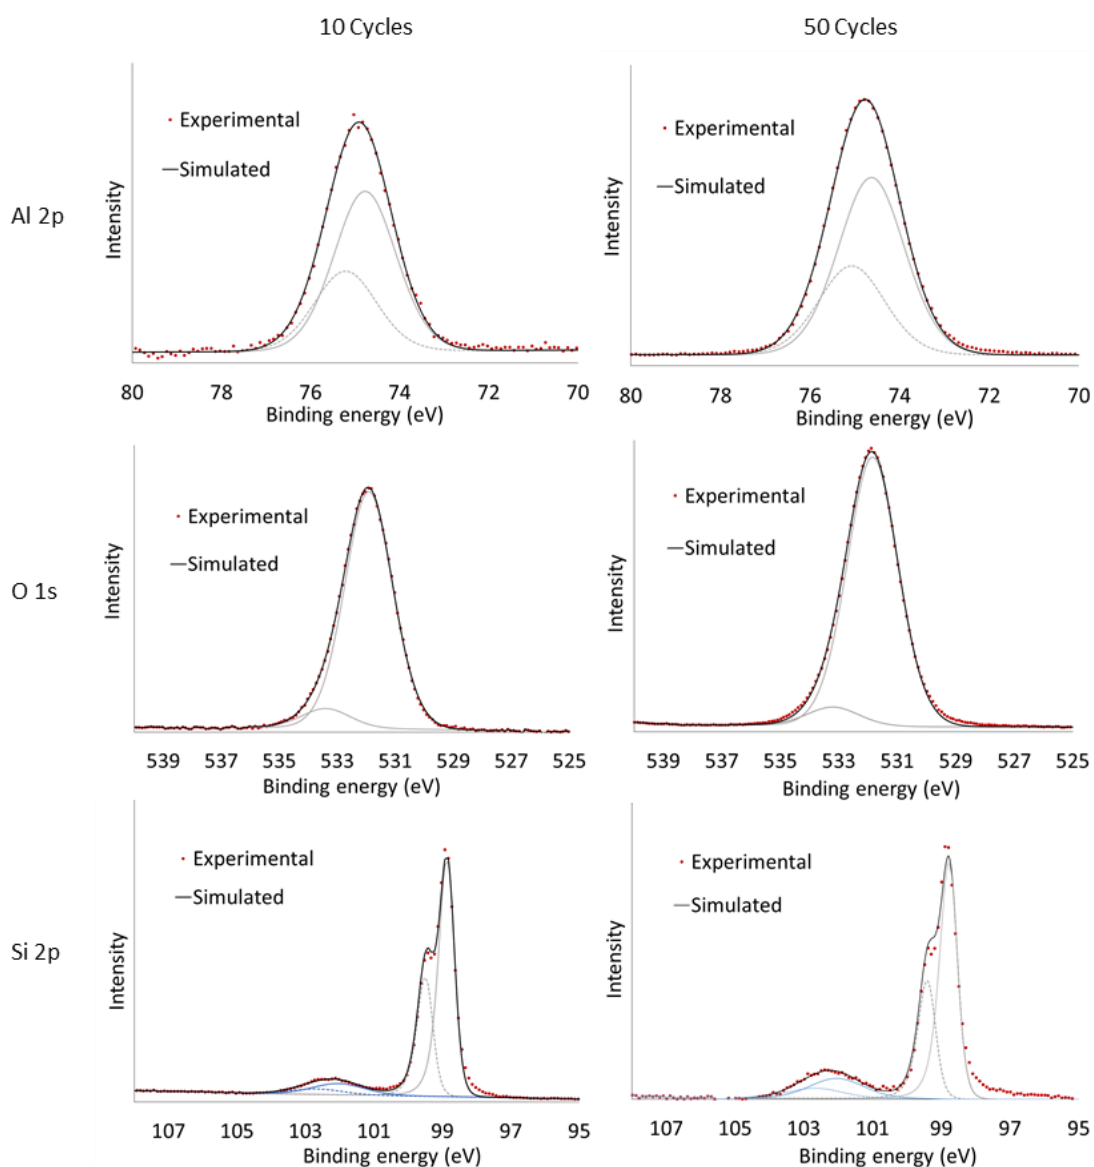 10 Cycles
50 Cycles
Al 2p
Intensity
Experimental
Simulated
80 78 76 74 72 70
Binding energy (eV)
Intensity
Experimental
Simulated
80 78 76 74 72 70
Binding energy (eV)
O 1s
Intensity
Experimental
Simulated
539 537 535 533 531 529 527 525
Binding energy (eV)
Intensity
Experimental
Simulated
539 537 535 533 531 529 527 525
Binding energy (eV)
Si 2p
Intensity
Experimental
Simulated
107 105 103 101 99 97 95
Binding energy (eV)
Intensity
Experimental
Simulated
107 105 103 101 99 97 95
Binding energy (eV)